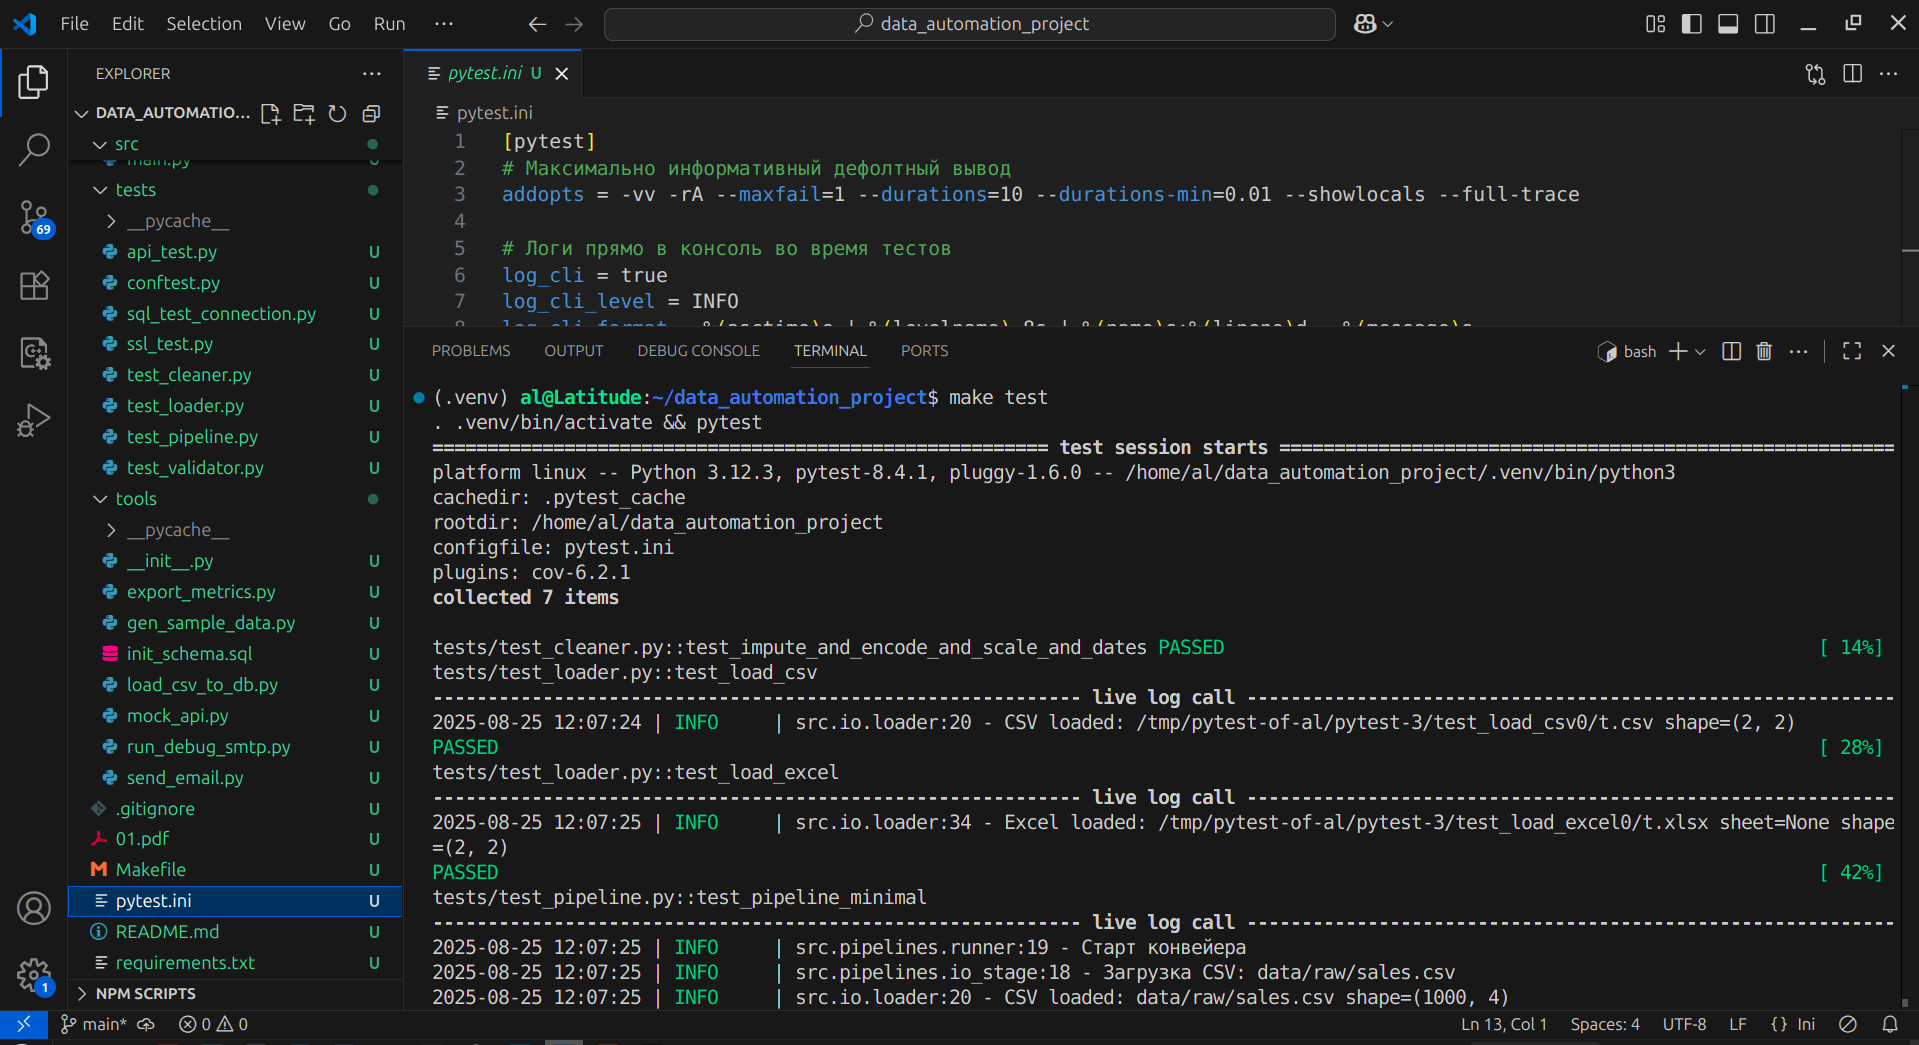 File Edit Selection View Go Run ···
data_automation_project
EXPLORER
DATA_AUTOMATIO...
src
main.py
tests
__pycache__
api_test.py U
conftest.py U
sql_test_connection.py U
ssl_test.py U
test_cleaner.py U
test_loader.py U
test_pipeline.py U
test_validator.py U
tools
__pycache__
__init__.py U
export_metrics.py U
gen_sample_data.py U
init_schema.sql U
load_csv_to_db.py U
mock_api.py U
run_debug_smtp.py U
send_email.py U
.gitignore U
01.pdf U
Makefile U
pytest.ini U
README.md U
requirements.txt U
NPM SCRIPTS
69
1
pytest.ini U
pytest.ini
1 [pytest]
2 # Максимально информативный дефолтный вывод
3 addopts = -vv -rA --maxfail=1 --durations=10 --durations-min=0.01 --showlocals --full-trace
4
5 # Логи прямо в консоль во время тестов
6 log_cli = true
7 log_cli_level = INFO
8 log_cli_format = %(asctime)s | %(levelname)-8s | %(name)s:%(lineno)d - %(message)s
PROBLEMS OUTPUT DEBUG CONSOLE TERMINAL PORTS
bash
(.venv) al@Latitude:~/data_automation_project$ make test
. .venv/bin/activate && pytest
======================================================== test session starts ========================================================
platform linux -- Python 3.12.3, pytest-8.4.1, pluggy-1.6.0 -- /home/al/data_automation_project/.venv/bin/python3
cachedir: .pytest_cache
rootdir: /home/al/data_automation_project
configfile: pytest.ini
plugins: cov-6.2.1
collected 7 items
tests/test_cleaner.py::test_impute_and_encode_and_scale_and_dates PASSED [ 14%]
tests/test_loader.py::test_load_csv
----------------------------------------------------------- live log call -----------------------------------------------------------
2025-08-25 12:07:24 | INFO     | src.io.loader:20 - CSV loaded: /tmp/pytest-of-al/pytest-3/test_load_csv0/t.csv shape=(2, 2)
PASSED [ 28%]
tests/test_loader.py::test_load_excel
----------------------------------------------------------- live log call -----------------------------------------------------------
2025-08-25 12:07:25 | INFO     | src.io.loader:34 - Excel loaded: /tmp/pytest-of-al/pytest-3/test_load_excel0/t.xlsx sheet=None shape
=(2, 2)
PASSED [ 42%]
tests/test_pipeline.py::test_pipeline_minimal
----------------------------------------------------------- live log call -----------------------------------------------------------
2025-08-25 12:07:25 | INFO     | src.pipelines.runner:19 - Старт конвейера
2025-08-25 12:07:25 | INFO     | src.pipelines.io_stage:18 - Загрузка CSV: data/raw/sales.csv
2025-08-25 12:07:25 | INFO     | src.io.loader:20 - CSV loaded: data/raw/sales.csv shape=(1000, 4)
main* 0 0 Ln 13, Col 1 Spaces: 4 UTF-8 LF {} Ini